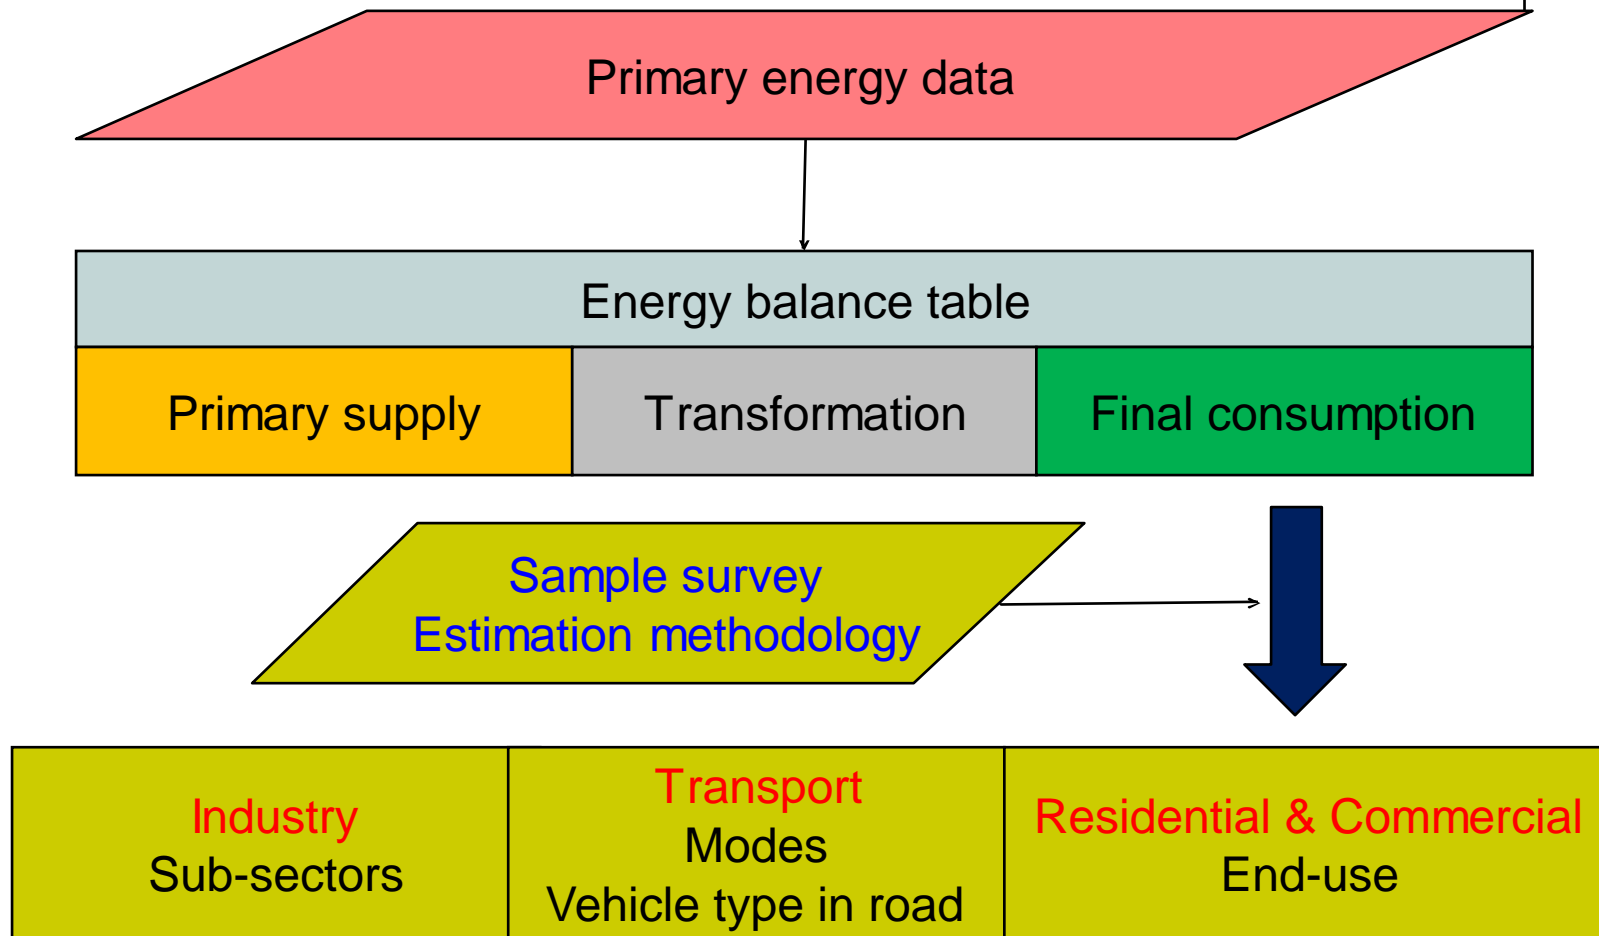 Primary energy data
Energy balance table
Primary supply
Transformation
Final consumption
Sample survey
Estimation methodology
Industry
Sub-sectors
Transport
Modes
Vehicle type in road
Residential & Commercial
End-use